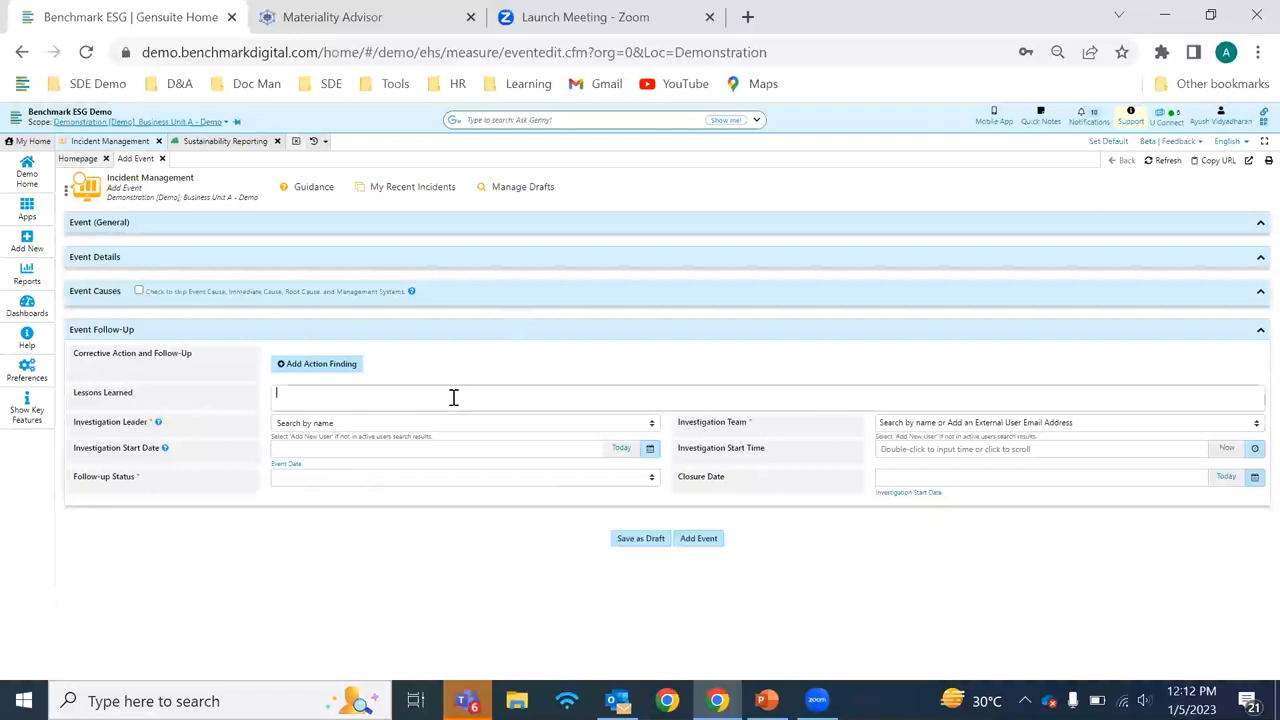 Benchmark ESG | Gensuite Home
Materiality Advisor
Launch Meeting - Zoom
demo.benchmarkdigital.com/home/#/demo/ehs/measure/eventedit.cfm?org=0&Loc=Demonstration
A
SDE Demo
D&A
Doc Man
SDE
Tools
HR
Learning
Gmail
YouTube
Maps
Other bookmarks
Benchmark ESG Demo
Scope: Demonstration [Demo], Business Unit A - Demo
Type to search: Ask Genny!
Show me!
Mobile App
Quick Notes
10
Notifications
Support
U Connect
Ayush Vidyadharan
My Home
Incident Management
Sustainability Reporting
Set Default
Beta | Feedback
English
Homepage
Add Event
Back
Refresh
Copy URL
Demo
Home
Apps
Add New
Reports
Dashboards
Help
Preferences
Show Key
Features
Incident Management
Add Event
Demonstration [Demo], Business Unit A - Demo
Guidance
My Recent Incidents
Manage Drafts
Event (General)
Event Details
Event Causes
Check to skip Event Cause, Immediate Cause, Root Cause, and Management Systems.
Event Follow-Up
Corrective Action and Follow-Up
Add Action Finding
Lessons Learned
Investigation Leader *
Search by name
Select 'Add New User' if not in active users search results.
Investigation Team *
Search by name or Add an External User Email Address
Select 'Add New User' if not in active users search results.
Investigation Start Date
Today
Event Date
Investigation Start Time
Double-click to input time or click to scroll
Now
Follow-up Status *
Closure Date
Today
Investigation Start Date
Save as Draft
Add Event
Type here to search
6
30°C
12:12 PM
1/5/2023
21